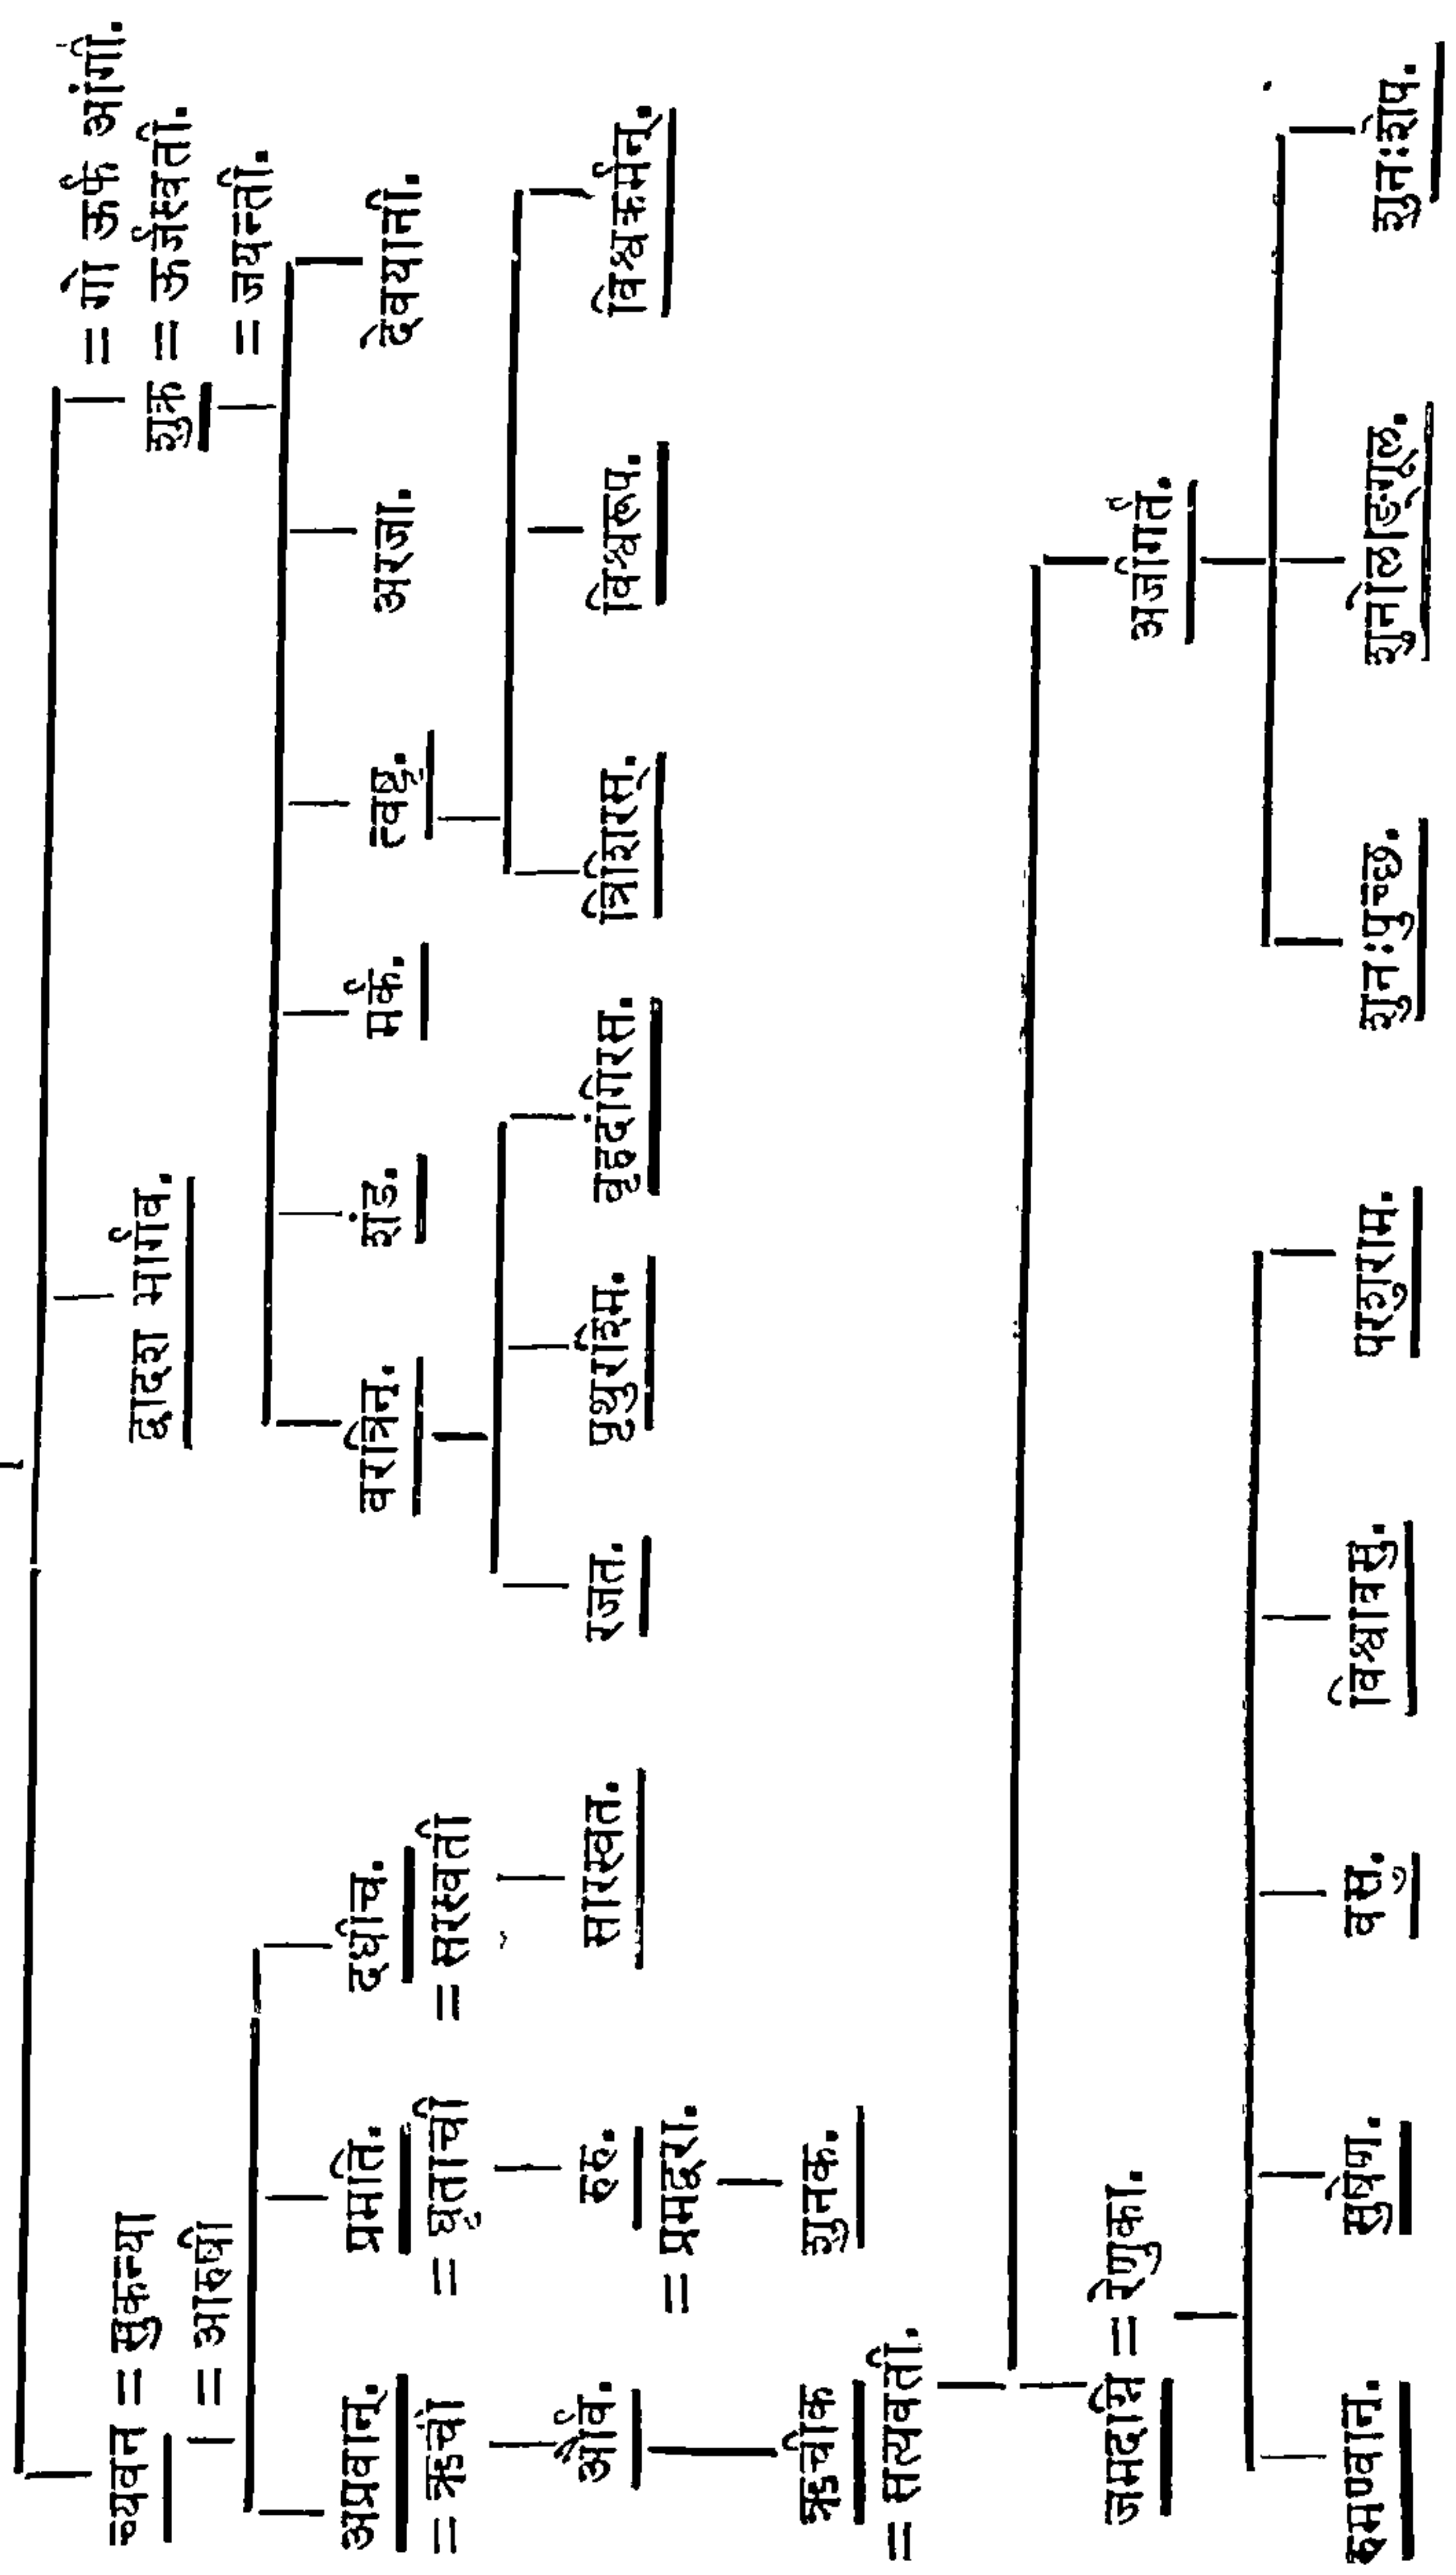 च्यवन = सुकन्या
= आरुषी
द्वादश भार्गव.
= गो ऊर्फ आंगी.
शुक्र = ऊर्जस्वती.
= जयन्ती.
अप्नवान्. प्रमति. दधीच. वरत्रिन्. शंड. मर्क. त्वष्टृ. अरजा. देवयानी.
= ऋची = घृताची = सरस्वती
और्व. रुरु. सारस्वत. रजत. पृथुरश्मि. बृहदंगिरस. त्रिशिरस्. विश्वरूप. विश्वकर्मन्.
= प्रमद्वरा.
ऋचीक शुनक.
= सत्यवती.
जमदग्नि = रेणुका. अजीगर्त.
रुमण्वान्. सुषेण. वसु. विश्वावसु. परशुराम. शुनःपुच्छ. शुनोलाङ्गूल. शुनःशेप.